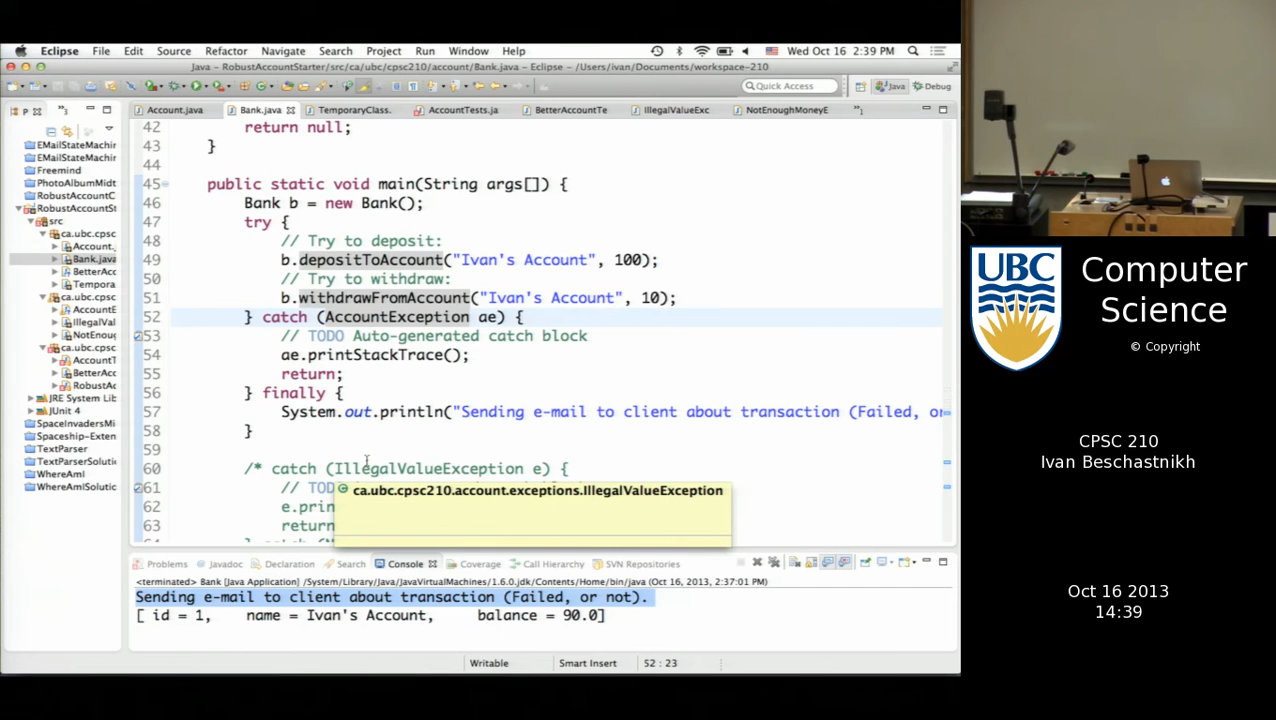 Eclipse File Edit Source Refactor Navigate Search Project Run Window Help Wed Oct 16 2:39 PM
Java - RobustAccountStarter/src/ca/ubc/cpsc210/account/Bank.java - Eclipse - /Users/ivan/Documents/workspace-210
Quick Access Java Debug
P Account.java Bank.java TemporaryClass. AccountTests.ja BetterAccountTe IllegalValueExc NotEnoughMoneyE
42 return null;
43 }
44
45 public static void main(String args[]) {
46 Bank b = new Bank();
47 try {
48 // Try to deposit:
49 b.depositToAccount("Ivan's Account", 100);
50 // Try to withdraw:
51 b.withdrawFromAccount("Ivan's Account", 10);
52 } catch (AccountException ae) {
53 // TODO Auto-generated catch block
54 ae.printStackTrace();
55 return;
56 } finally {
57 System.out.println("Sending e-mail to client about transaction (Failed, or
58 }
59
60 /* catch (IllegalValueException e) {
61 // TOD
62 e.prin
63 return
ca.ubc.cpsc210.account.exceptions.IllegalValueException
EMailStateMachin
EMailStateMachin
Freemind
PhotoAlbumMidt
RobustAccountC
RobustAccountSt
src
ca.ubc.cpsc
Account.
Bank.java
BetterAc
Tempora
ca.ubc.cpsc
AccountE
IllegalVal
NotEnoug
ca.ubc.cpsc
AccountT
BetterAcc
RobustAc
JRE System Lib
JUnit 4
SpaceInvadersMi
Spaceship-Exten
TextParser
TextParserSoluti
WhereAmI
WhereAmISolutio
Problems Javadoc Declaration Search Console Coverage Call Hierarchy SVN Repositories
<terminated> Bank [Java Application] /System/Library/Java/JavaVirtualMachines/1.6.0.jdk/Contents/Home/bin/java (Oct 16, 2013, 2:37:01 PM)
Sending e-mail to client about transaction (Failed, or not).
[ id = 1, name = Ivan's Account, balance = 90.0]
Writable Smart Insert 52 : 23
UBC
Computer
Science
© Copyright
CPSC 210
Ivan Beschastnikh
Oct 16 2013
14:39